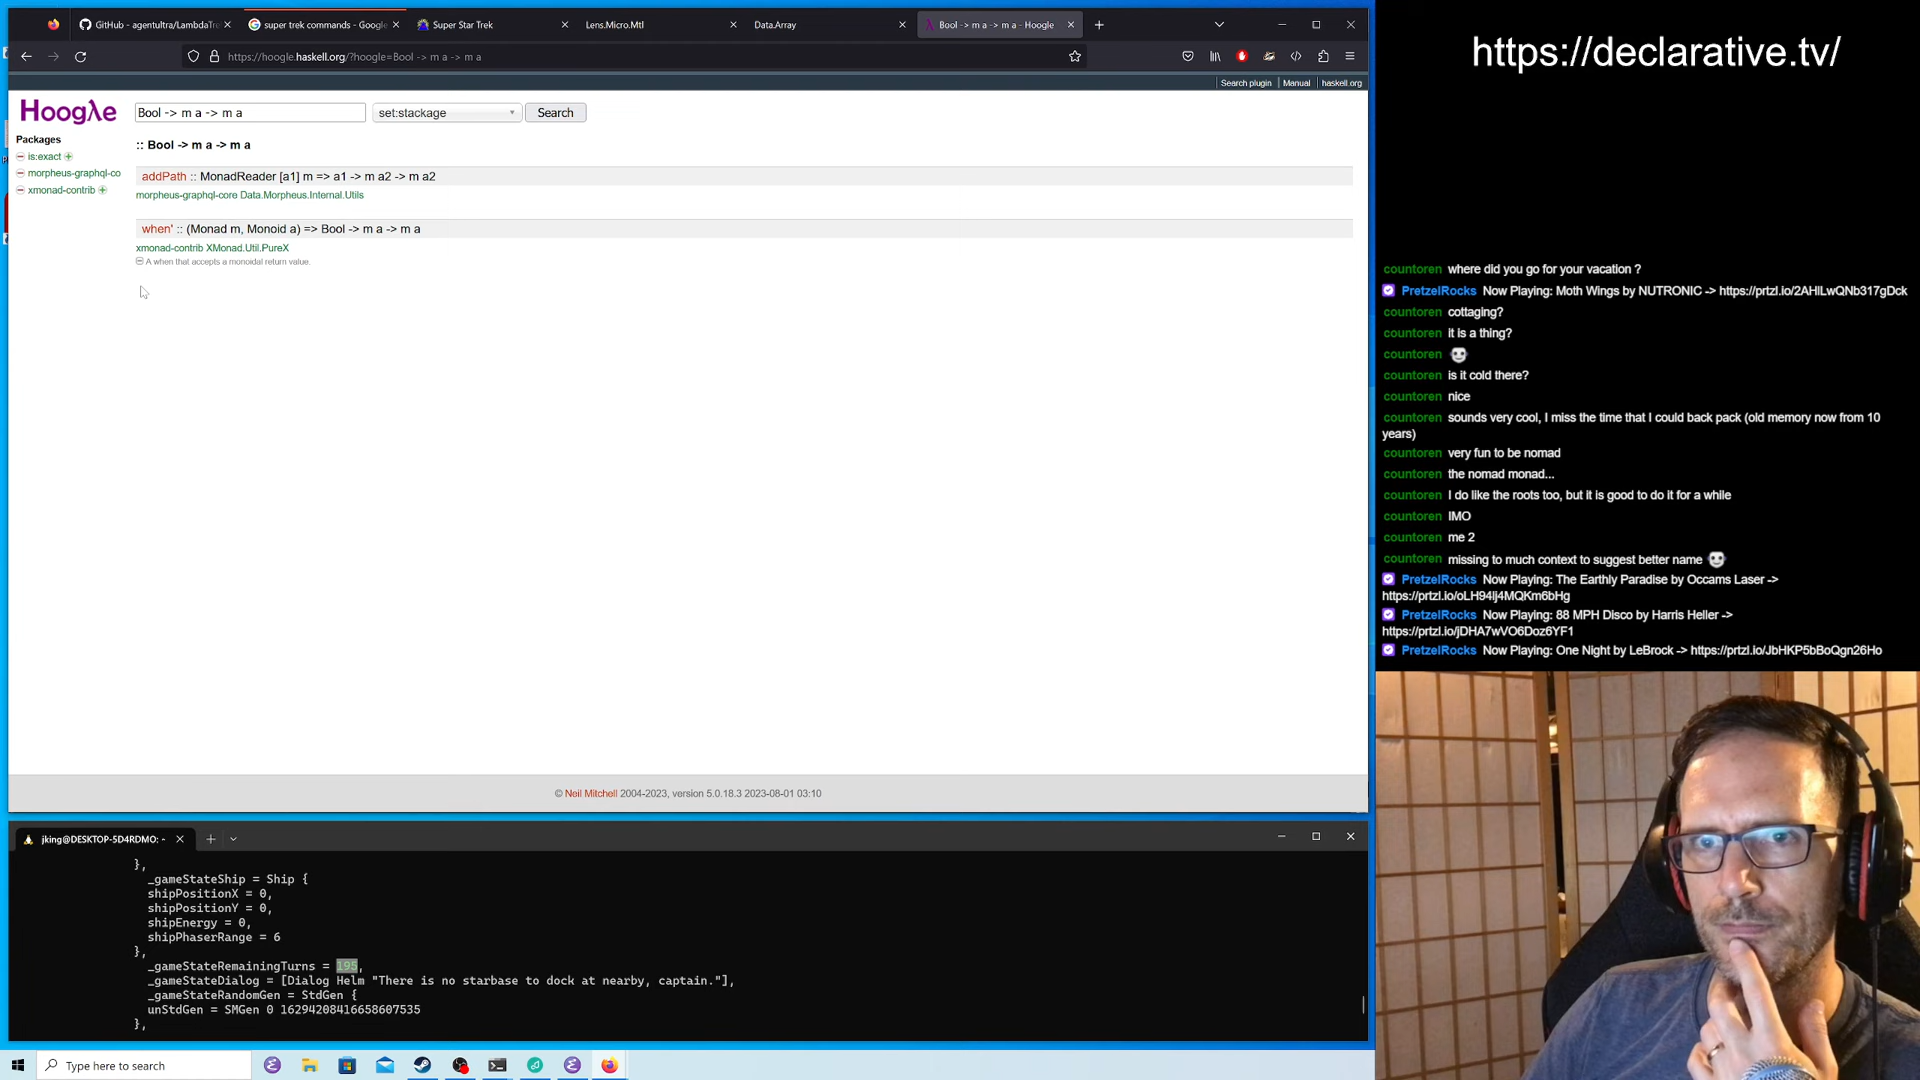 GitHub - agentultra/LambdaTre
super trek commands - Google
Super Star Trek
Lens.Micro.Mtl
Data.Array
Bool -> m a -> m a - Hoogle
https://hoogle.haskell.org/?hoogle=Bool -> m a -> m a
Search plugin
Manual
haskell.org
Hoogλe
Bool -> m a -> m a
set:stackage
Search
Packages
is:exact
morpheus-graphql-co
xmonad-contrib
:: Bool -> m a -> m a
addPath :: MonadReader [a1] m => a1 -> m a2 -> m a2
morpheus-graphql-core Data.Morpheus.Internal.Utils
when' :: (Monad m, Monoid a) => Bool -> m a -> m a
xmonad-contrib XMonad.Util.PureX
A when that accepts a monoidal return value.
© Neil Mitchell 2004-2023, version 5.0.18.3 2023-08-01 03:10
jking@DESKTOP-5D4RDMO: ~
},
_gameStateShip = Ship {
shipPositionX = 0,
shipPositionY = 0,
shipEnergy = 0,
shipPhaserRange = 6
},
_gameStateRemainingTurns = 195,
_gameStateDialog = [Dialog Helm "There is no starbase to dock at nearby, captain."],
_gameStateRandomGen = StdGen {
unStdGen = SMGen 0 16294208416658607535
},
Type here to search
https://declarative.tv/
countoren where did you go for your vacation ?
PretzelRocks Now Playing: Moth Wings by NUTRONIC -> https://prtzl.io/2AHlLwQNb317gDck
countoren cottaging?
countoren it is a thing?
countoren
countoren is it cold there?
countoren nice
countoren sounds very cool, I miss the time that I could back pack (old memory now from 10
years)
countoren very fun to be nomad
countoren the nomad monad...
countoren I do like the roots too, but it is good to do it for a while
countoren IMO
countoren me 2
countoren missing to much context to suggest better name
PretzelRocks Now Playing: The Earthly Paradise by Occams Laser ->
https://prtzl.io/oLH94lj4MQKm6bHg
PretzelRocks Now Playing: 88 MPH Disco by Harris Heller ->
https://prtzl.io/jDHA7wVO6Doz6YF1
PretzelRocks Now Playing: One Night by LeBrock -> https://prtzl.io/JbHKP5bBoQgn26Ho